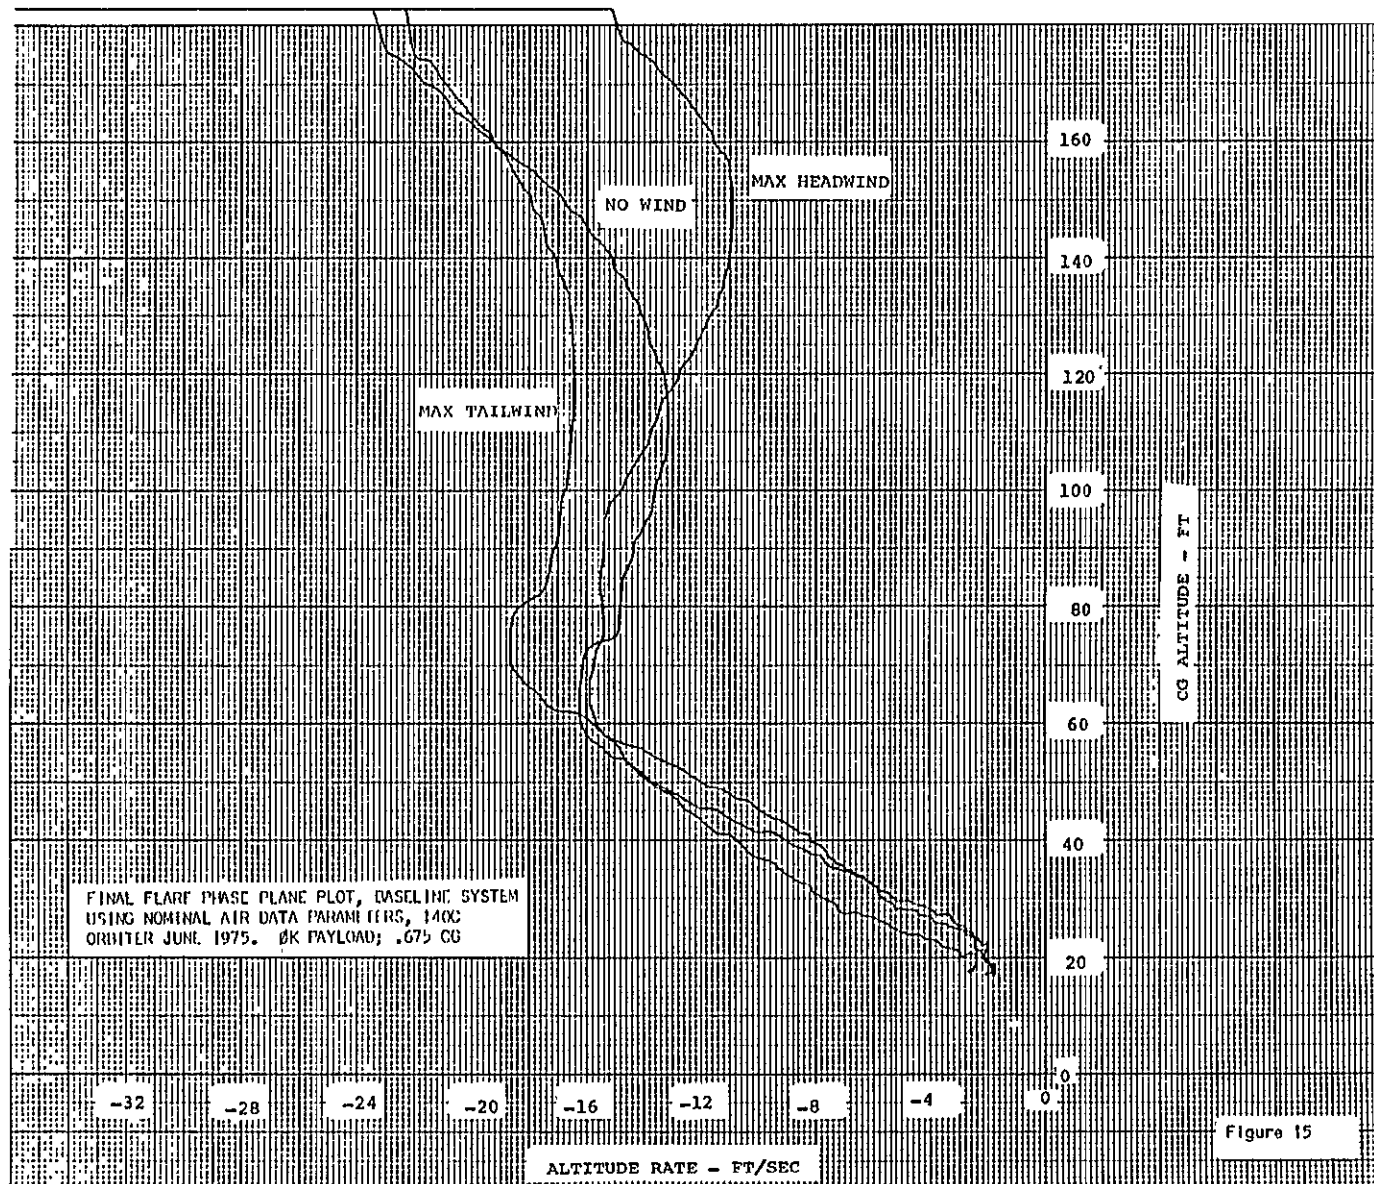 160
MAX HEADWIND
NO WIND
140
120
MAX TAILWIND
100
CG ALTITUDE – FT
80
60
40
FINAL FLARE PHASE PLANE PLOT, BASELINE SYSTEM
USING NOMINAL AIR DATA PARAMETERS, 140C
ORBITER JUNE 1975. ØK PAYLOAD; .675 CG
20
0
-32 -28 -24 -20 -16 -12 -8 -4 0
Figure 15
ALTITUDE RATE – FT/SEC